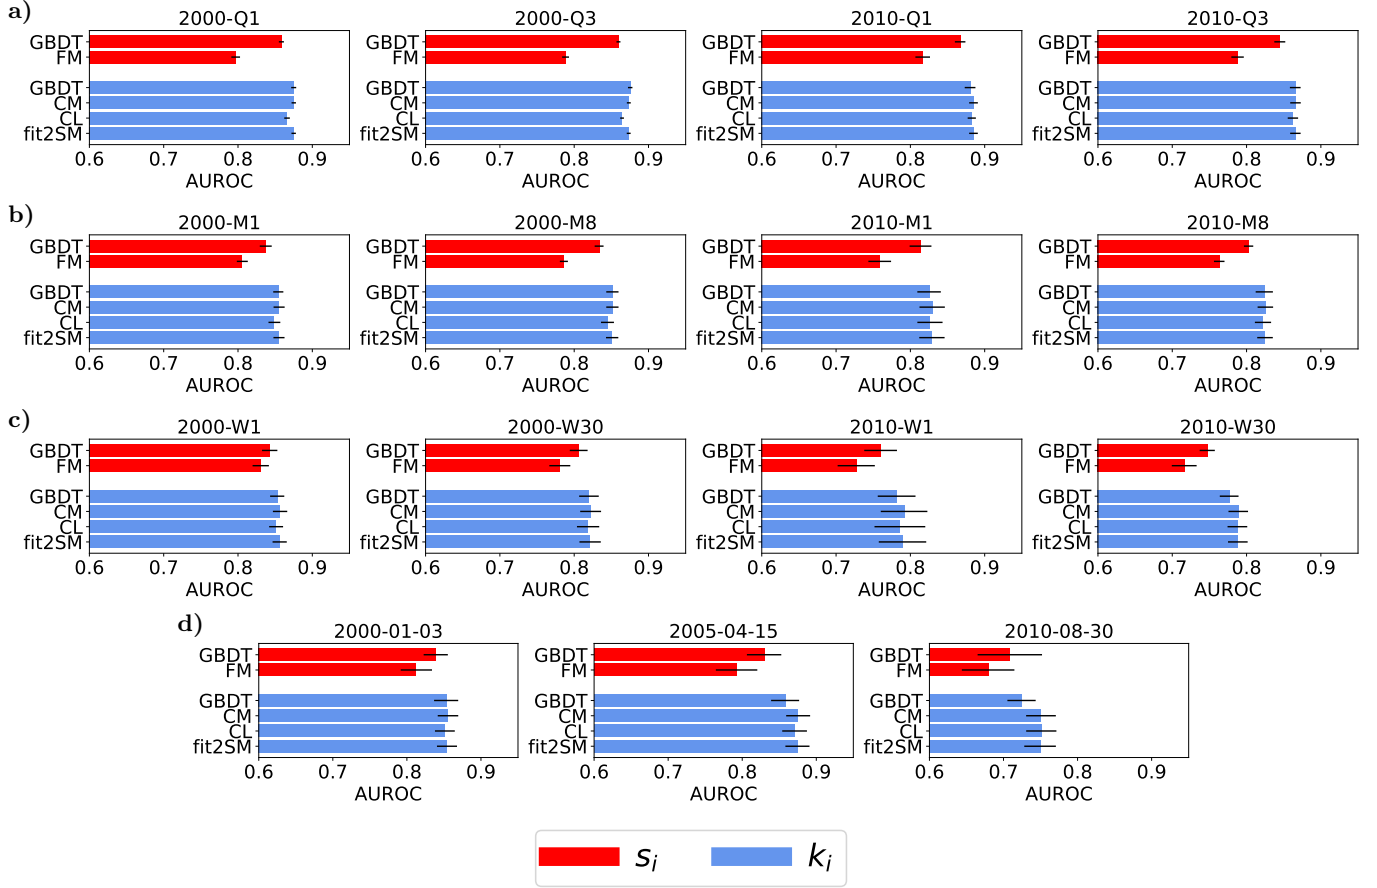 a)
2000-Q1 2000-Q3 2010-Q1 2010-Q3
GBDT GBDT GBDT GBDT
FM FM FM FM
GBDT GBDT GBDT GBDT
CM CM CM CM
CL CL CL CL
fit2SM fit2SM fit2SM fit2SM
0.6 0.7 0.8 0.9 0.6 0.7 0.8 0.9 0.6 0.7 0.8 0.9 0.6 0.7 0.8 0.9
AUROC AUROC AUROC AUROC
b)
2000-M1 2000-M8 2010-M1 2010-M8
GBDT GBDT GBDT GBDT
FM FM FM FM
GBDT GBDT GBDT GBDT
CM CM CM CM
CL CL CL CL
fit2SM fit2SM fit2SM fit2SM
0.6 0.7 0.8 0.9 0.6 0.7 0.8 0.9 0.6 0.7 0.8 0.9 0.6 0.7 0.8 0.9
AUROC AUROC AUROC AUROC
c)
2000-W1 2000-W30 2010-W1 2010-W30
GBDT GBDT GBDT GBDT
FM FM FM FM
GBDT GBDT GBDT GBDT
CM CM CM CM
CL CL CL CL
fit2SM fit2SM fit2SM fit2SM
0.6 0.7 0.8 0.9 0.6 0.7 0.8 0.9 0.6 0.7 0.8 0.9 0.6 0.7 0.8 0.9
AUROC AUROC AUROC AUROC
d)
2000-01-03 2005-04-15 2010-08-30
GBDT GBDT GBDT
FM FM FM
GBDT GBDT GBDT
CM CM CM
CL CL CL
fit2SM fit2SM fit2SM
0.6 0.7 0.8 0.9 0.6 0.7 0.8 0.9 0.6 0.7 0.8 0.9
AUROC AUROC AUROC
s_i k_i